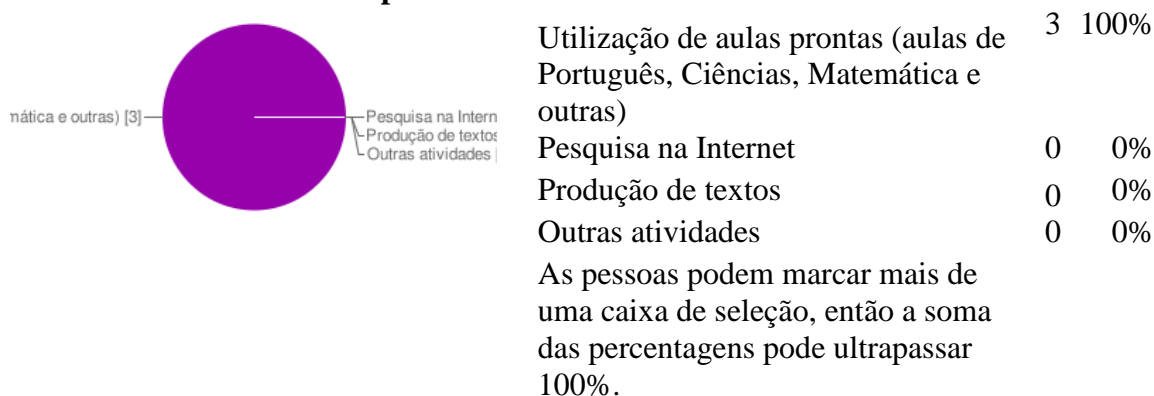 nática e outras) [3]
Pesquisa na Intern
Produção de textos
Outras atividades [
Utilização de aulas prontas (aulas de 3 100%
Português, Ciências, Matemática e
outras)
Pesquisa na Internet 0 0%
Produção de textos 0 0%
Outras atividades 0 0%
As pessoas podem marcar mais de
uma caixa de seleção, então a soma
das percentagens pode ultrapassar
100%.